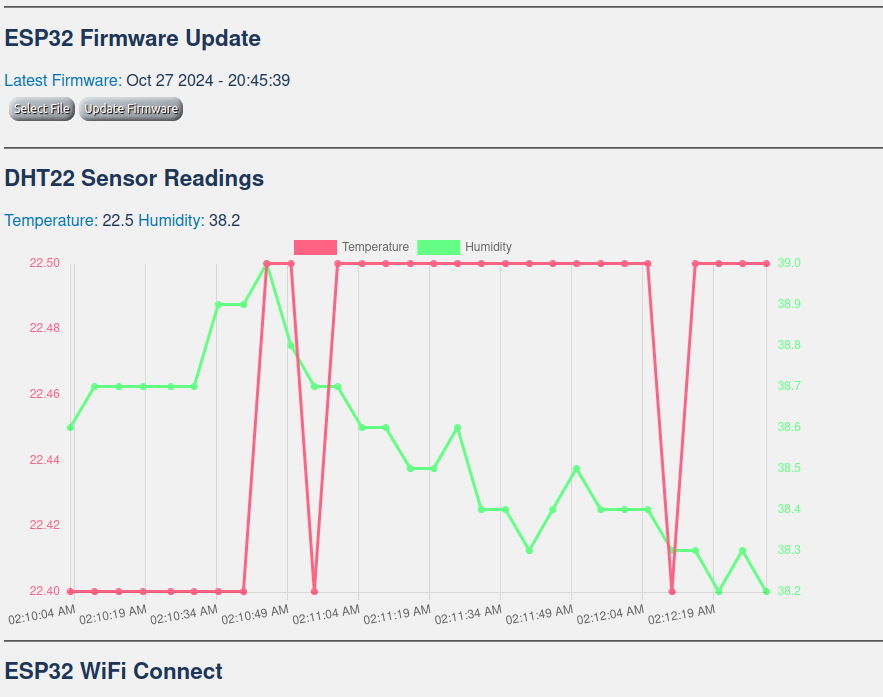 ESP32 Firmware Update
Latest Firmware: Oct 27 2024 - 20:45:39
Select File Update Firmware
DHT22 Sensor Readings
Temperature: 22.5 Humidity: 38.2
Temperature Humidity
22.50
22.48
22.46
22.44
22.42
22.40
39.0
38.9
38.8
38.7
38.6
38.5
38.4
38.3
38.2
02:10:04 AM
02:10:19 AM
02:10:34 AM
02:10:49 AM
02:11:04 AM
02:11:19 AM
02:11:34 AM
02:11:49 AM
02:12:04 AM
02:12:19 AM
ESP32 WiFi Connect